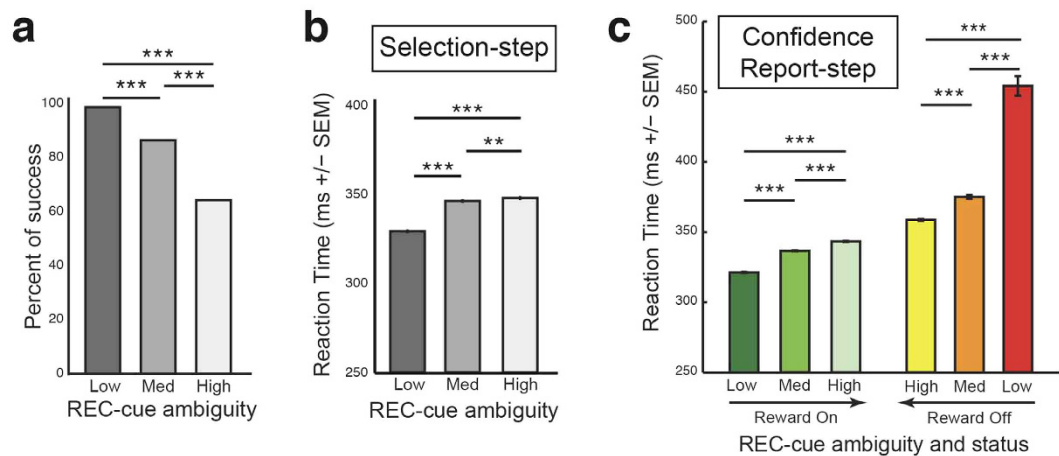 a
Percent of success
100
80
60
40
20
0
***
***
***
Low Med High
REC-cue ambiguity
b
Selection-step
Reaction Time (ms +/− SEM)
400
350
300
250
***
***
**
Low Med High
REC-cue ambiguity
c
Confidence
Report-step
Reaction Time (ms +/− SEM)
500
450
400
350
300
250
***
***
***
***
***
***
Low Med High High Med Low
Reward On Reward Off
REC-cue ambiguity and status